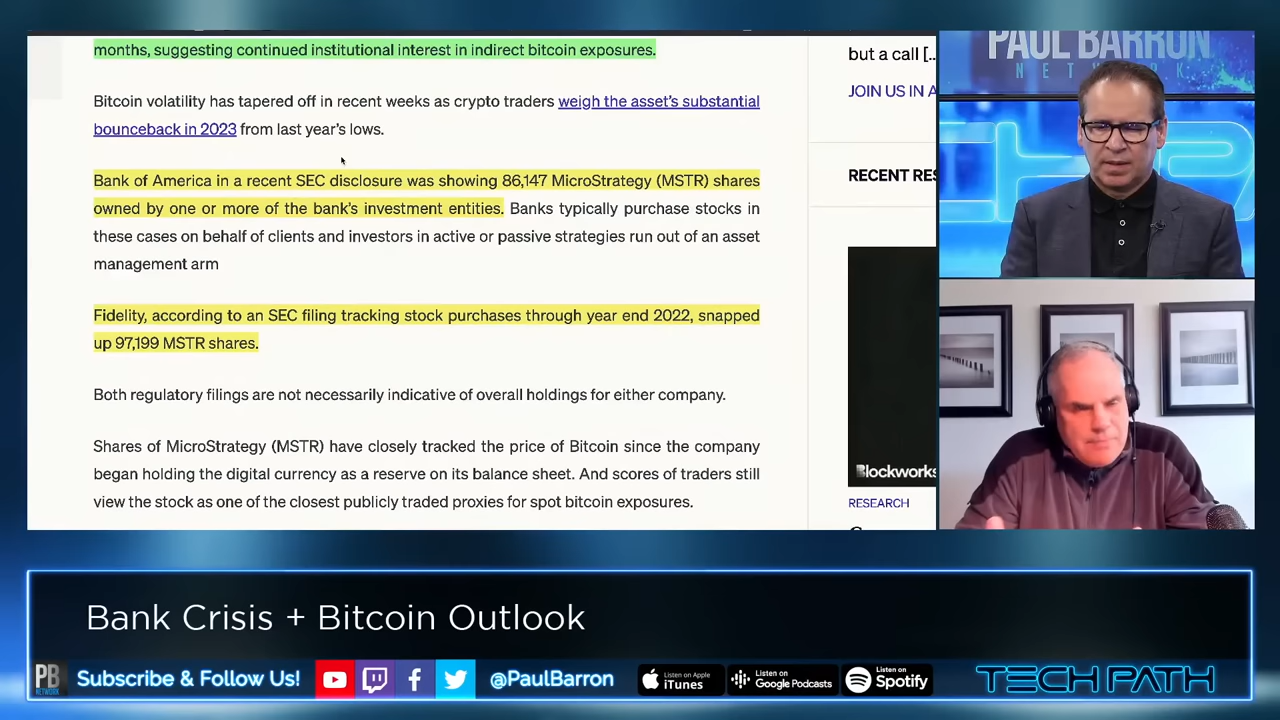 months, suggesting continued institutional interest in indirect bitcoin exposures.
Bitcoin volatility has tapered off in recent weeks as crypto traders weigh the asset's substantial
bounceback in 2023 from last year's lows.
Bank of America in a recent SEC disclosure was showing 86,147 MicroStrategy (MSTR) shares
owned by one or more of the bank's investment entities. Banks typically purchase stocks in
these cases on behalf of clients and investors in active or passive strategies run out of an asset
management arm
Fidelity, according to an SEC filing tracking stock purchases through year end 2022, snapped
up 97,199 MSTR shares.
Both regulatory filings are not necessarily indicative of overall holdings for either company.
Shares of MicroStrategy (MSTR) have closely tracked the price of Bitcoin since the company
began holding the digital currency as a reserve on its balance sheet. And scores of traders still
view the stock as one of the closest publicly traded proxies for spot bitcoin exposures.
but a call [..
JOIN US IN A
RECENT RES
Blockworks
RESEARCH
PAUL BARRON
NETWORK
Bank Crisis + Bitcoin Outlook
PB
NETWORK
Subscribe & Follow Us!
@PaulBarron
Listen on Apple
iTunes
Listen on
Google Podcasts
Listen on
Spotify
TECH PATH